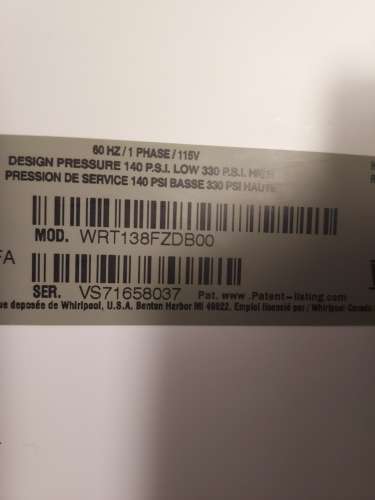 60 HZ / 1 PHASE / 115V
DESIGN PRESSURE 140 P.S.I. LOW 330 P.S.I. HIGH
PRESSION DE SERVICE 140 PSI BASSE 330 PSI HAUTE
MOD. WRT138FZDB00
FA
SER. VS71658037 Pat. www.Patent-listing.com
que deposée de Whirlpool, U.S.A. Benton Harbor MI 49022. Emploi licencié par / Whirlpool Canada